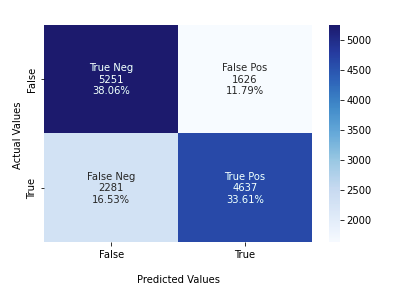 True Neg
5251
38.06%
False Pos
1626
11.79%
False Neg
2281
16.53%
True Pos
4637
33.61%
False
True
Actual Values
False
True
Predicted Values
5000
4500
4000
3500
3000
2500
2000